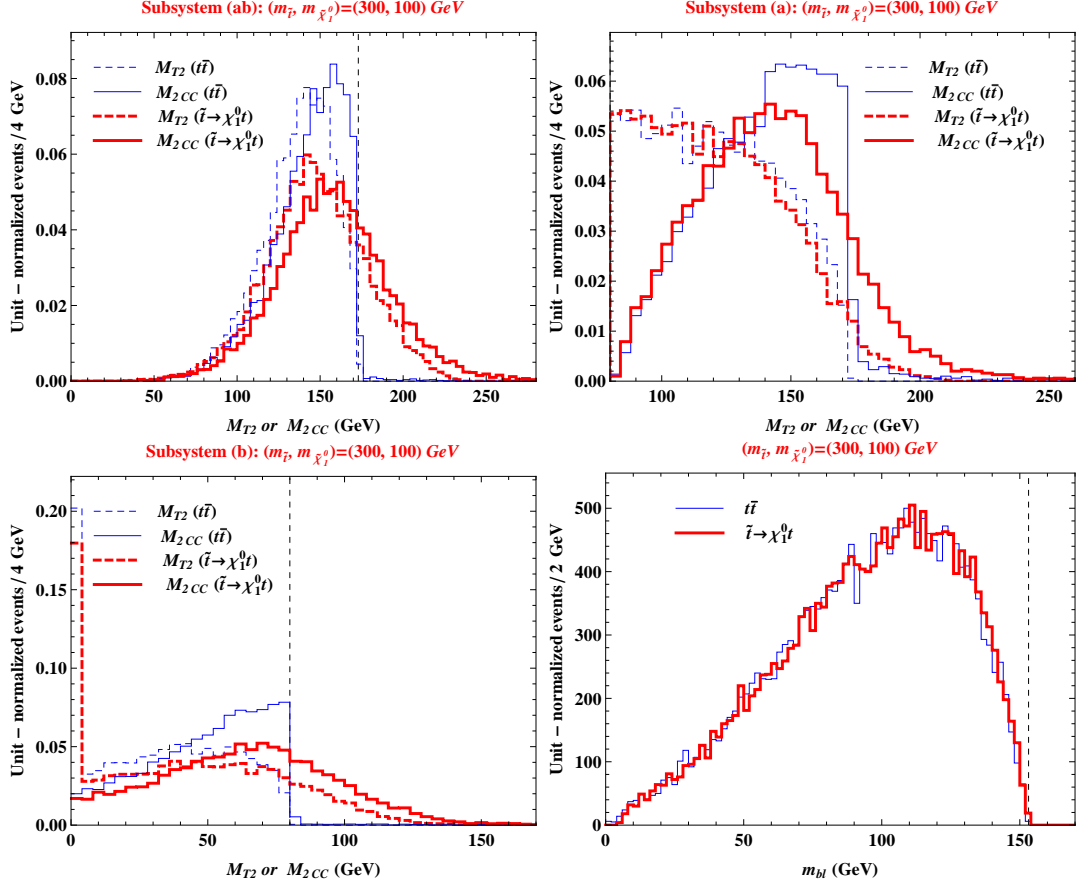 Subsystem (ab): (m_t̃, m_χ̃₁⁰)=(300, 100) GeV
Unit − normalized events / 4 GeV
0.08
0.06
0.04
0.02
0.00
M_T2 (tt̄)
M_2CC (tt̄)
M_T2 (t̃→χ₁⁰t)
M_2CC (t̃→χ₁⁰t)
0 50 100 150 200 250
M_T2 or M_2CC (GeV)
Subsystem (a): (m_t̃, m_χ̃₁⁰)=(300, 100) GeV
Unit − normalized events / 4 GeV
0.06
0.05
0.04
0.03
0.02
0.01
0.00
M_T2 (tt̄)
M_2CC (tt̄)
M_T2 (t̃→χ₁⁰t)
M_2CC (t̃→χ₁⁰t)
100 150 200 250
M_T2 or M_2CC (GeV)
Subsystem (b): (m_t̃, m_χ̃₁⁰)=(300, 100) GeV
Unit − normalized events / 4 GeV
0.20
0.15
0.10
0.05
0.00
M_T2 (tt̄)
M_2CC (tt̄)
M_T2 (t̃→χ₁⁰t)
M_2CC (t̃→χ₁⁰t)
0 50 100 150
M_T2 or M_2CC (GeV)
(m_t̃, m_χ̃₁⁰)=(300, 100) GeV
Unit − normalized events / 2 GeV
500
400
300
200
100
0
tt̄
t̃→χ₁⁰t
0 50 100 150
m_bl (GeV)